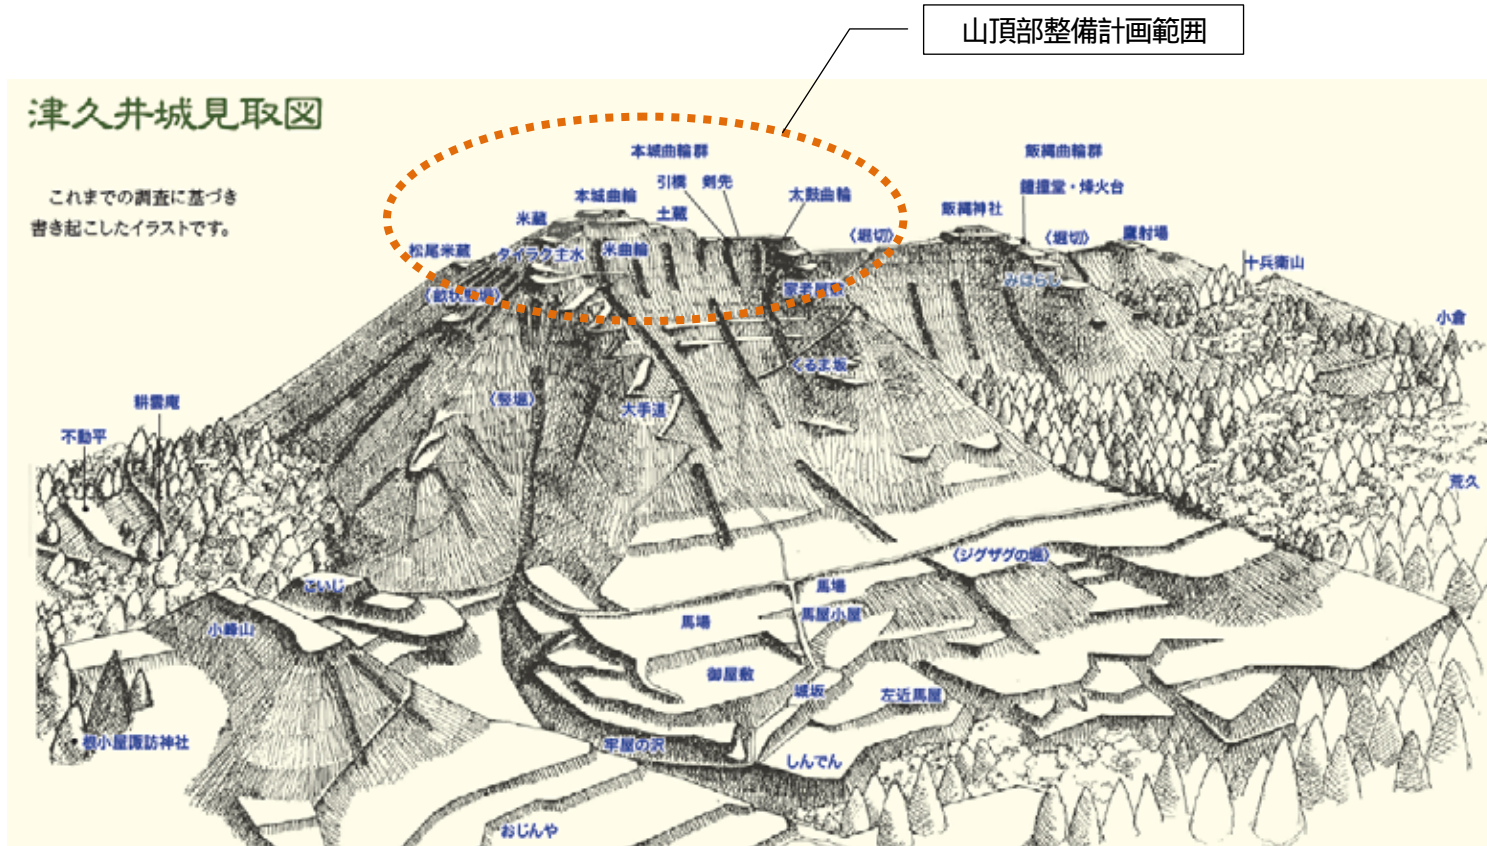 山頂部整備計画範囲
津久井城見取図
これまでの調査に基づき
書き起こしたイラストです。
本城曲輪群
飯縄曲輪群
引橋
剣先
本城曲輪
太鼓曲輪
鐘撞堂・烽火台
米蔵
土蔵
飯縄神社
〈堀切〉
〈堀切〉
鷹射場
松尾米蔵
タイラク主水
米曲輪
十兵衛山
みはらし
〈畝状竪堀〉
家老屋敷
小倉
くるま坂
耕雲庵
〈竪堀〉
大手道
不動平
荒久
〈ジグザグの堀〉
こいじ
馬場
馬場
馬屋小屋
小峰山
御屋敷
城坂
左近馬屋
根小屋諏訪神社
牢屋の沢
しんでん
おじんや